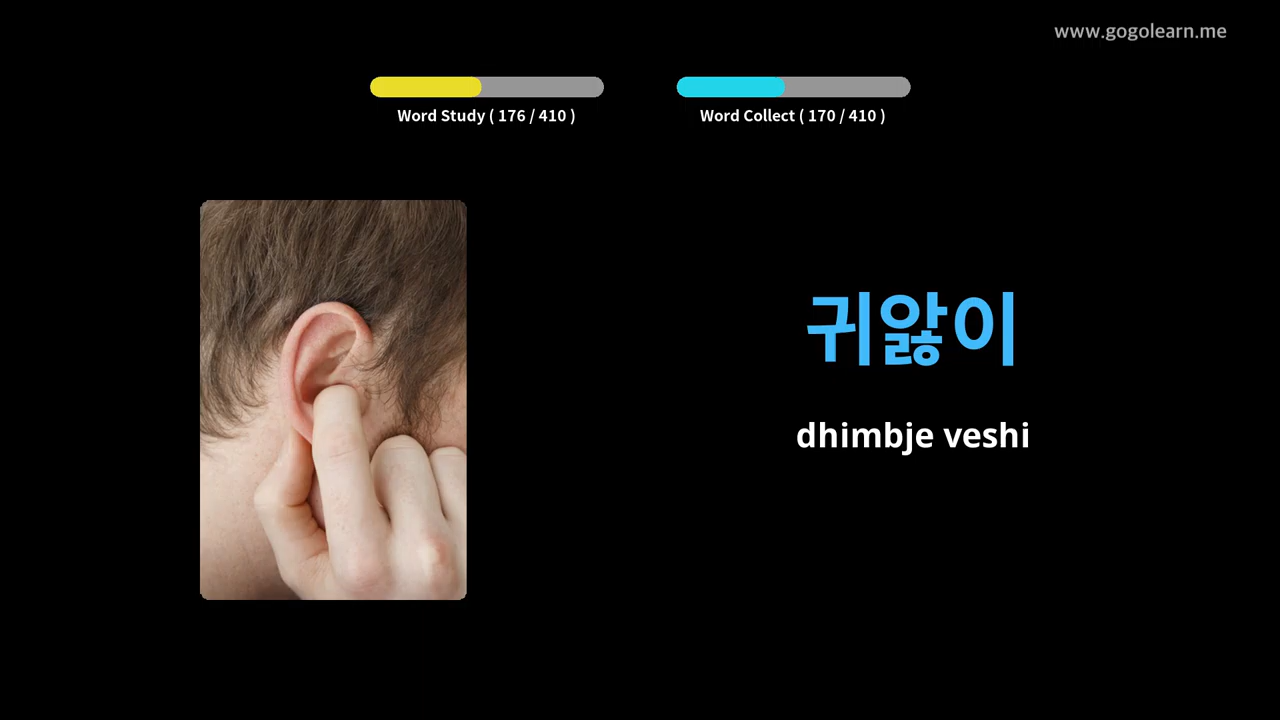 www.gogolearn.me
Word Study ( 176 / 410 )
Word Collect ( 170 / 410 )
귀앓이
dhimbje veshi